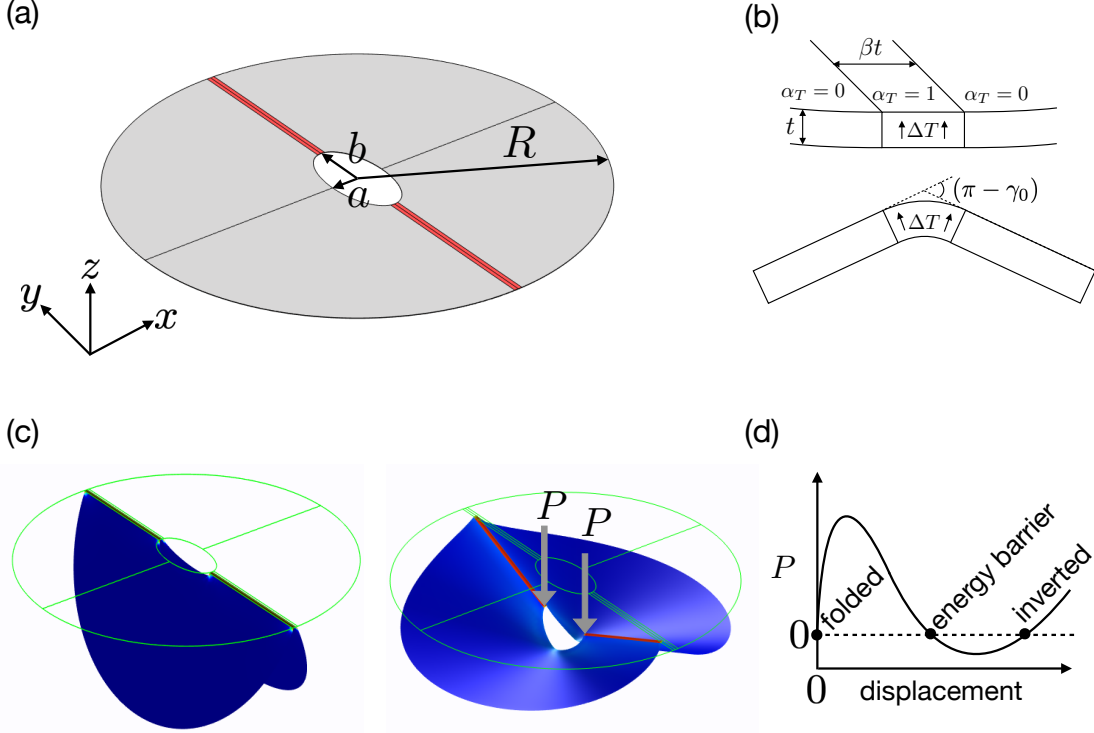 (a)
b
R
a
z
y
x
(b)
βt
α_T = 0
α_T = 1
α_T = 0
t
ΔT
(π − γ_0)
ΔT
(c)
P
P
(d)
P
folded
energy barrier
inverted
0
0
displacement